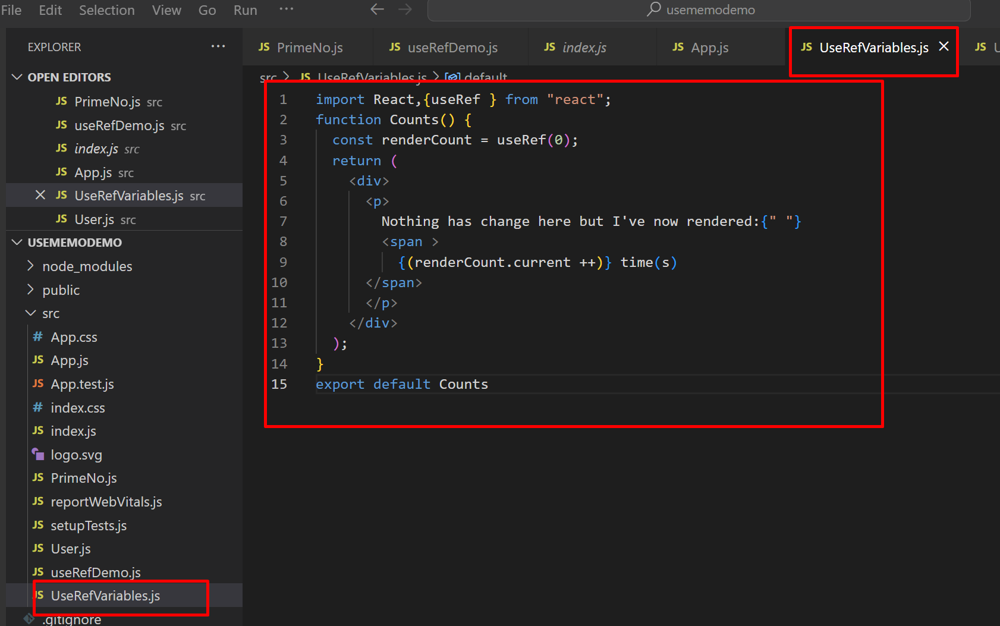 File Edit Selection View Go Run ···
usememodemo
EXPLORER ···
JS PrimeNo.js JS useRefDemo.js JS index.js JS App.js JS UseRefVariables.js JS
OPEN EDITORS
JS PrimeNo.js src
JS useRefDemo.js src
JS index.js src
JS App.js src
JS UseRefVariables.js src
JS User.js src
USEMEMODEMO
node_modules
public
src
# App.css
JS App.js
JS App.test.js
# index.css
JS index.js
logo.svg
JS PrimeNo.js
JS reportWebVitals.js
JS setupTests.js
JS User.js
JS useRefDemo.js
JS UseRefVariables.js
.gitignore
src > JS UseRefVariables.js > default
1 import React,{useRef } from "react";
2 function Counts() {
3 const renderCount = useRef(0);
4 return (
5 <div>
6 <p>
7 Nothing has change here but I've now rendered:{" "}
8 <span >
9 {(renderCount.current ++)} time(s)
10 </span>
11 </p>
12 </div>
13 );
14 }
15 export default Counts